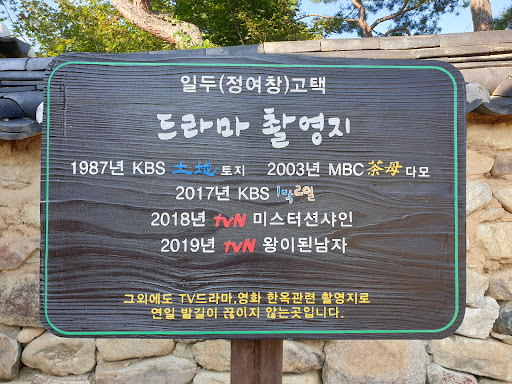 일두(정여창)고택
드라마 촬영지
1987년 KBS 土地 토지 2003년 MBC 茶母 다모
2017년 KBS 1박2일
2018년 tvN 미스터션샤인
2019년 tvN 왕이된남자
그외에도 TV드라마,영화 한옥관련 촬영지로
연일 발길이 끊이지 않는곳입니다.